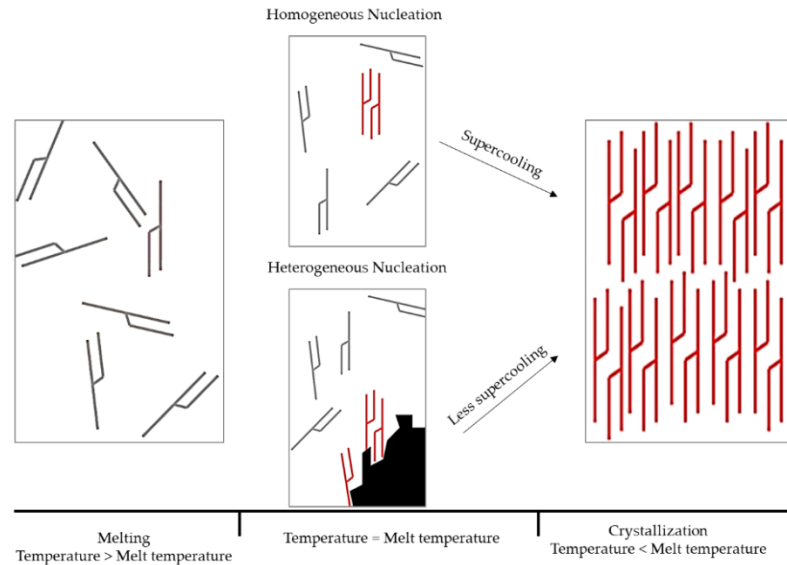 Homogeneous Nucleation
Supercooling
Heterogeneous Nucleation
Less supercooling
Melting
Temperature > Melt temperature
Temperature = Melt temperature
Crystallization
Temperature < Melt temperature